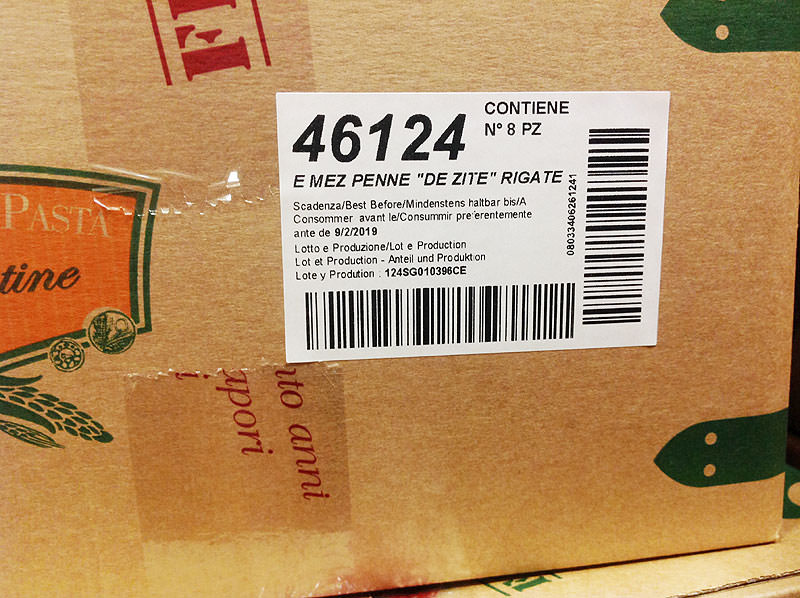 PASTA
tine
46124
CONTIENE
N° 8 PZ
E MEZ PENNE "DE ZITE" RIGATE
Scadenza/Best Before/Mindenstens haltbar bis/A
Consommer avant le/Consummir preferentemente
ante de 9/2/2019
Lotto e Produzione/Lot e Production
Lot et Production - Anteil und Produktion
Lote y Prodution : 124SG010396CE
08033406261241
nto anni
apori